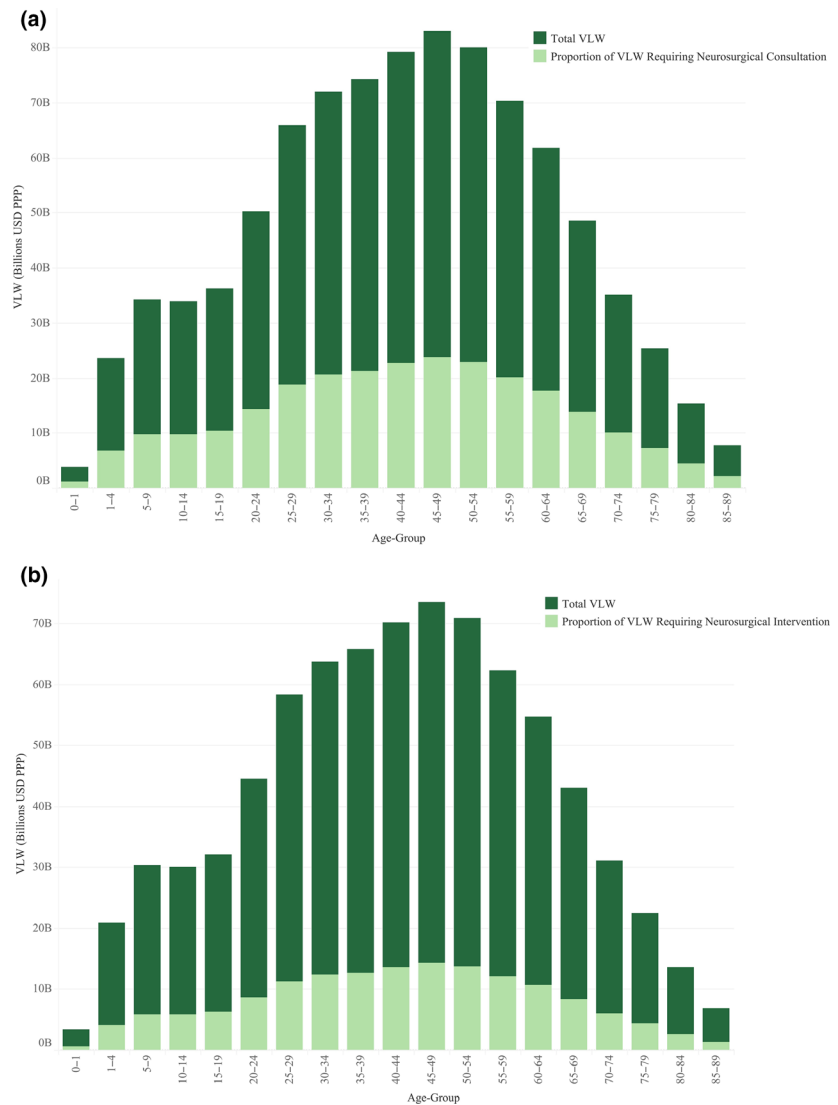 (a)
Total VLW
Proportion of VLW Requiring Neurosurgical Consultation
80B
70B
60B
50B
40B
30B
20B
10B
0B
VLW (Billions USD PPP)
0–1
1–4
5–9
10–14
15–19
20–24
25–29
30–34
35–39
40–44
45–49
50–54
55–59
60–64
65–69
70–74
75–79
80–84
85–89
Age-Group
(b)
Total VLW
Proportion of VLW Requiring Neurosurgical Intervention
70B
60B
50B
40B
30B
20B
10B
0B
VLW (Billions USD PPP)
0–1
1–4
5–9
10–14
15–19
20–24
25–29
30–34
35–39
40–44
45–49
50–54
55–59
60–64
65–69
70–74
75–79
80–84
85–89
Age-Group